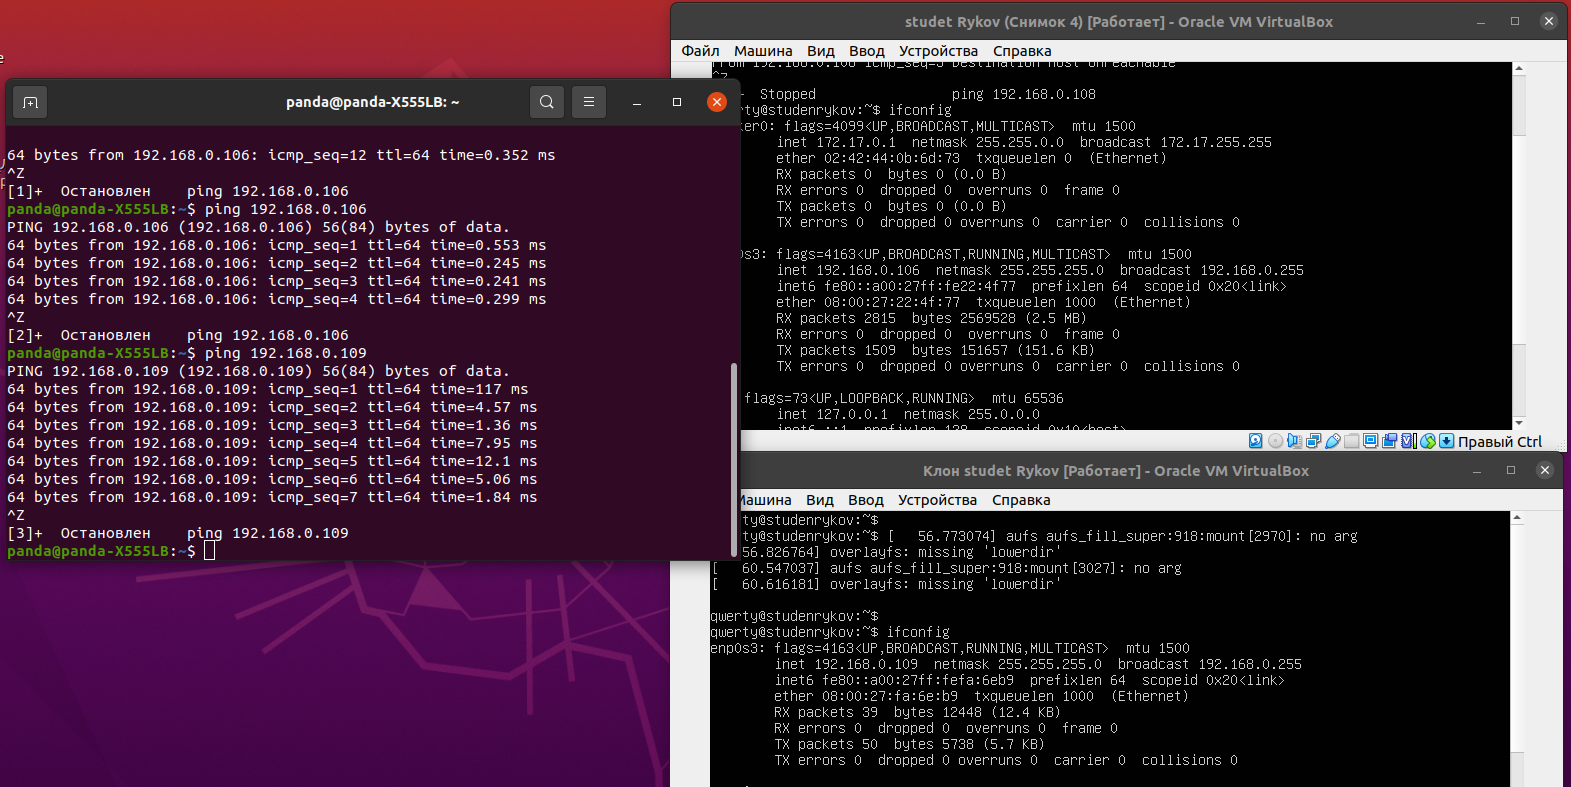 panda@panda-X555LB: ~
64 bytes from 192.168.0.106: icmp_seq=12 ttl=64 time=0.352 ms
^Z
[1]+  Остановлен    ping 192.168.0.106
panda@panda-X555LB:~$ ping 192.168.0.106
PING 192.168.0.106 (192.168.0.106) 56(84) bytes of data.
64 bytes from 192.168.0.106: icmp_seq=1 ttl=64 time=0.553 ms
64 bytes from 192.168.0.106: icmp_seq=2 ttl=64 time=0.245 ms
64 bytes from 192.168.0.106: icmp_seq=3 ttl=64 time=0.241 ms
64 bytes from 192.168.0.106: icmp_seq=4 ttl=64 time=0.299 ms
^Z
[2]+  Остановлен    ping 192.168.0.106
panda@panda-X555LB:~$ ping 192.168.0.109
PING 192.168.0.109 (192.168.0.109) 56(84) bytes of data.
64 bytes from 192.168.0.109: icmp_seq=1 ttl=64 time=117 ms
64 bytes from 192.168.0.109: icmp_seq=2 ttl=64 time=4.57 ms
64 bytes from 192.168.0.109: icmp_seq=3 ttl=64 time=1.36 ms
64 bytes from 192.168.0.109: icmp_seq=4 ttl=64 time=7.95 ms
64 bytes from 192.168.0.109: icmp_seq=5 ttl=64 time=12.1 ms
64 bytes from 192.168.0.109: icmp_seq=6 ttl=64 time=5.06 ms
64 bytes from 192.168.0.109: icmp_seq=7 ttl=64 time=1.84 ms
^Z
[3]+  Остановлен    ping 192.168.0.109
panda@panda-X555LB:~$
studet Rykov (Снимок 4) [Работает] - Oracle VM VirtualBox
Файл Машина Вид Ввод Устройства Справка
From 192.168.0.106 icmp_seq=3 Destination Host Unreachable
^Z
-  Stopped                 ping 192.168.0.108
rty@studenrykov:~$ ifconfig
ker0: flags=4099<UP,BROADCAST,MULTICAST>  mtu 1500
inet 172.17.0.1  netmask 255.255.0.0  broadcast 172.17.255.255
ether 02:42:44:0b:6d:73  txqueuelen 0  (Ethernet)
RX packets 0  bytes 0 (0.0 B)
RX errors 0  dropped 0  overruns 0  frame 0
TX packets 0  bytes 0 (0.0 B)
TX errors 0  dropped 0 overruns 0  carrier 0  collisions 0
0s3: flags=4163<UP,BROADCAST,RUNNING,MULTICAST>  mtu 1500
inet 192.168.0.106  netmask 255.255.255.0  broadcast 192.168.0.255
inet6 fe80::a00:27ff:fe22:4f77  prefixlen 64  scopeid 0x20<link>
ether 08:00:27:22:4f:77  txqueuelen 1000  (Ethernet)
RX packets 2815  bytes 2569528 (2.5 MB)
RX errors 0  dropped 0  overruns 0  frame 0
TX packets 1509  bytes 151657 (151.6 KB)
TX errors 0  dropped 0 overruns 0  carrier 0  collisions 0
flags=73<UP,LOOPBACK,RUNNING>  mtu 65536
inet 127.0.0.1  netmask 255.0.0.0
inet6 ::1  prefixlen 128  scopeid 0x10<host>
Правый Ctrl
Клон studet Rykov [Работает] - Oracle VM VirtualBox
Машина Вид Ввод Устройства Справка
rty@studenrykov:~$
rty@studenrykov:~$ [   56.773074] aufs aufs_fill_super:918:mount[2970]: no arg
56.826764] overlayfs: missing 'lowerdir'
[   60.547037] aufs aufs_fill_super:918:mount[3027]: no arg
[   60.616181] overlayfs: missing 'lowerdir'
qwerty@studenrykov:~$
qwerty@studenrykov:~$ ifconfig
enp0s3: flags=4163<UP,BROADCAST,RUNNING,MULTICAST>  mtu 1500
inet 192.168.0.109  netmask 255.255.255.0  broadcast 192.168.0.255
inet6 fe80::a00:27ff:fefa:6eb9  prefixlen 64  scopeid 0x20<link>
ether 08:00:27:fa:6e:b9  txqueuelen 1000  (Ethernet)
RX packets 39  bytes 12448 (12.4 KB)
RX errors 0  dropped 0  overruns 0  frame 0
TX packets 50  bytes 5738 (5.7 KB)
TX errors 0  dropped 0 overruns 0  carrier 0  collisions 0